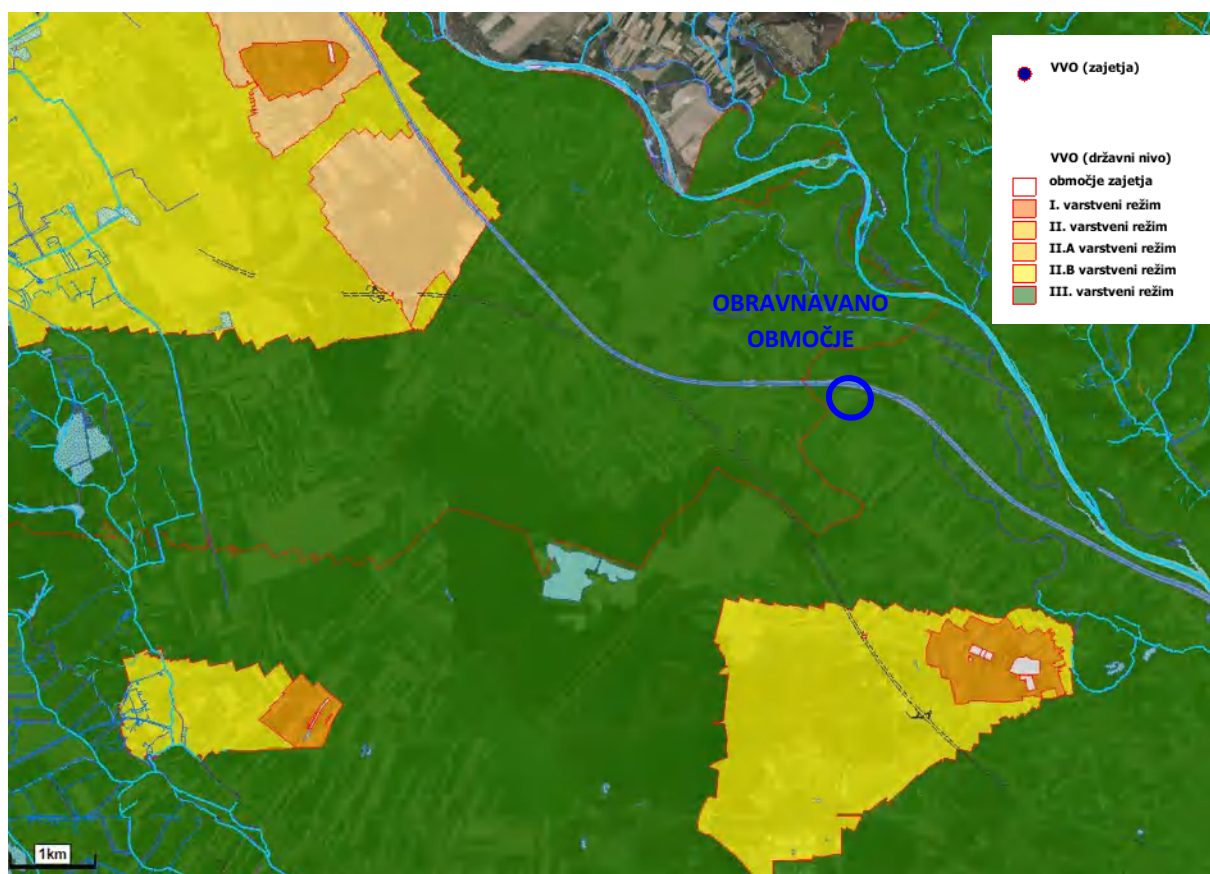 VVO (zajetja)
VVO (državni nivo)
območje zajetja
I. varstveni režim
II. varstveni režim
II.A varstveni režim
II.B varstveni režim
III. varstveni režim
OBRAVNAVANO
OBMOČJE
1km